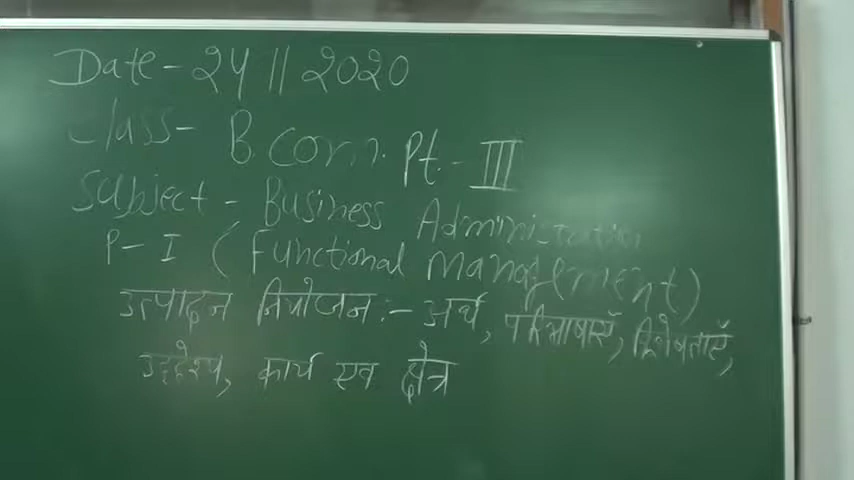 Date - 24 11 2020
Class - B. Com. Pt. - III
Subject - Business Administration
P - I ( Functional Management)
उत्पादन नियोजन :- अर्थ, परिभाषाएँ, विशेषताएँ,
उद्देश्य, कार्य एवं क्षेत्र